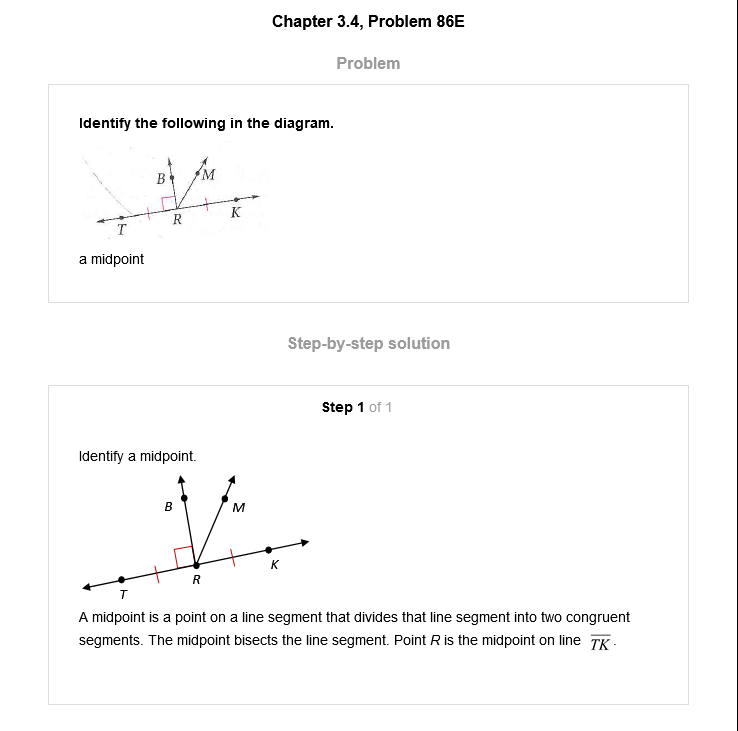 Chapter 3.4, Problem 86E
Problem
Identify the following in the diagram.
B M
T R K
a midpoint
Step-by-step solution
Step 1 of 1
Identify a midpoint.
B M
T R K
A midpoint is a point on a line segment that divides that line segment into two congruent
segments. The midpoint bisects the line segment. Point R is the midpoint on line T̅K̅.